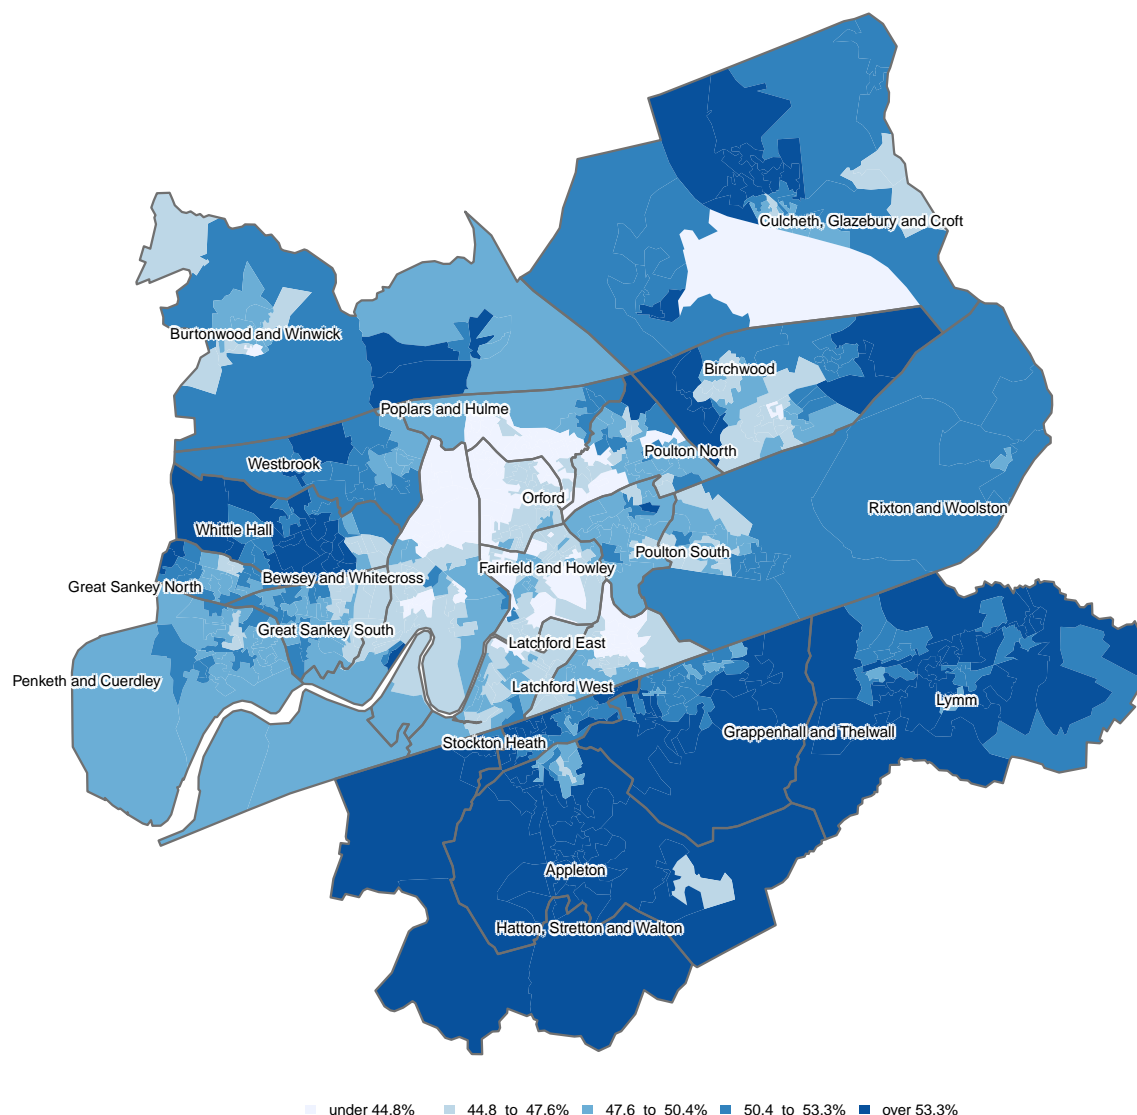 Culcheth, Glazebury and Croft
Burtonwood and Winwick
Birchwood
Poplars and Hulme
Poulton North
Westbrook
Orford
Rixton and Woolston
Whittle Hall
Poulton South
Fairfield and Howley
Bewsey and Whitecross
Great Sankey North
Great Sankey South
Latchford East
Penketh and Cuerdley
Latchford West
Lymm
Grappenhall and Thelwall
Stockton Heath
Appleton
Hatton, Stretton and Walton
under 44.8% 44.8 to 47.6% 47.6 to 50.4% 50.4 to 53.3% over 53.3%